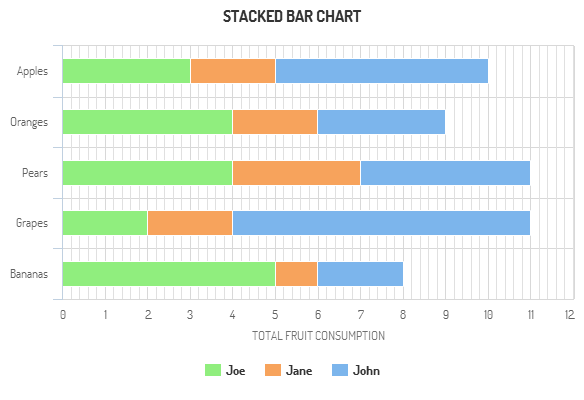 STACKED BAR CHART
Apples
Oranges
Pears
Grapes
Bananas
0 1 2 3 4 5 6 7 8 9 10 11 12
TOTAL FRUIT CONSUMPTION
Joe Jane John